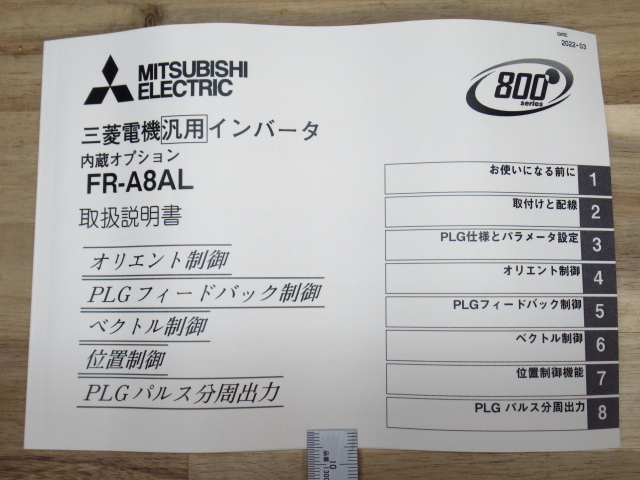 DATE:
2022-03
MITSUBISHI
ELECTRIC
800
series
三菱電機汎用インバータ
内蔵オプション
FR-A8AL
取扱説明書
オリエント制御
PLGフィードバック制御
ベクトル制御
位置制御
PLGパルス分周出力
お使いになる前に 1
取付けと配線 2
PLG仕様とパラメータ設定 3
オリエント制御 4
PLGフィードバック制御 5
ベクトル制御 6
位置制御機能 7
PLG パルス分周出力 8
10